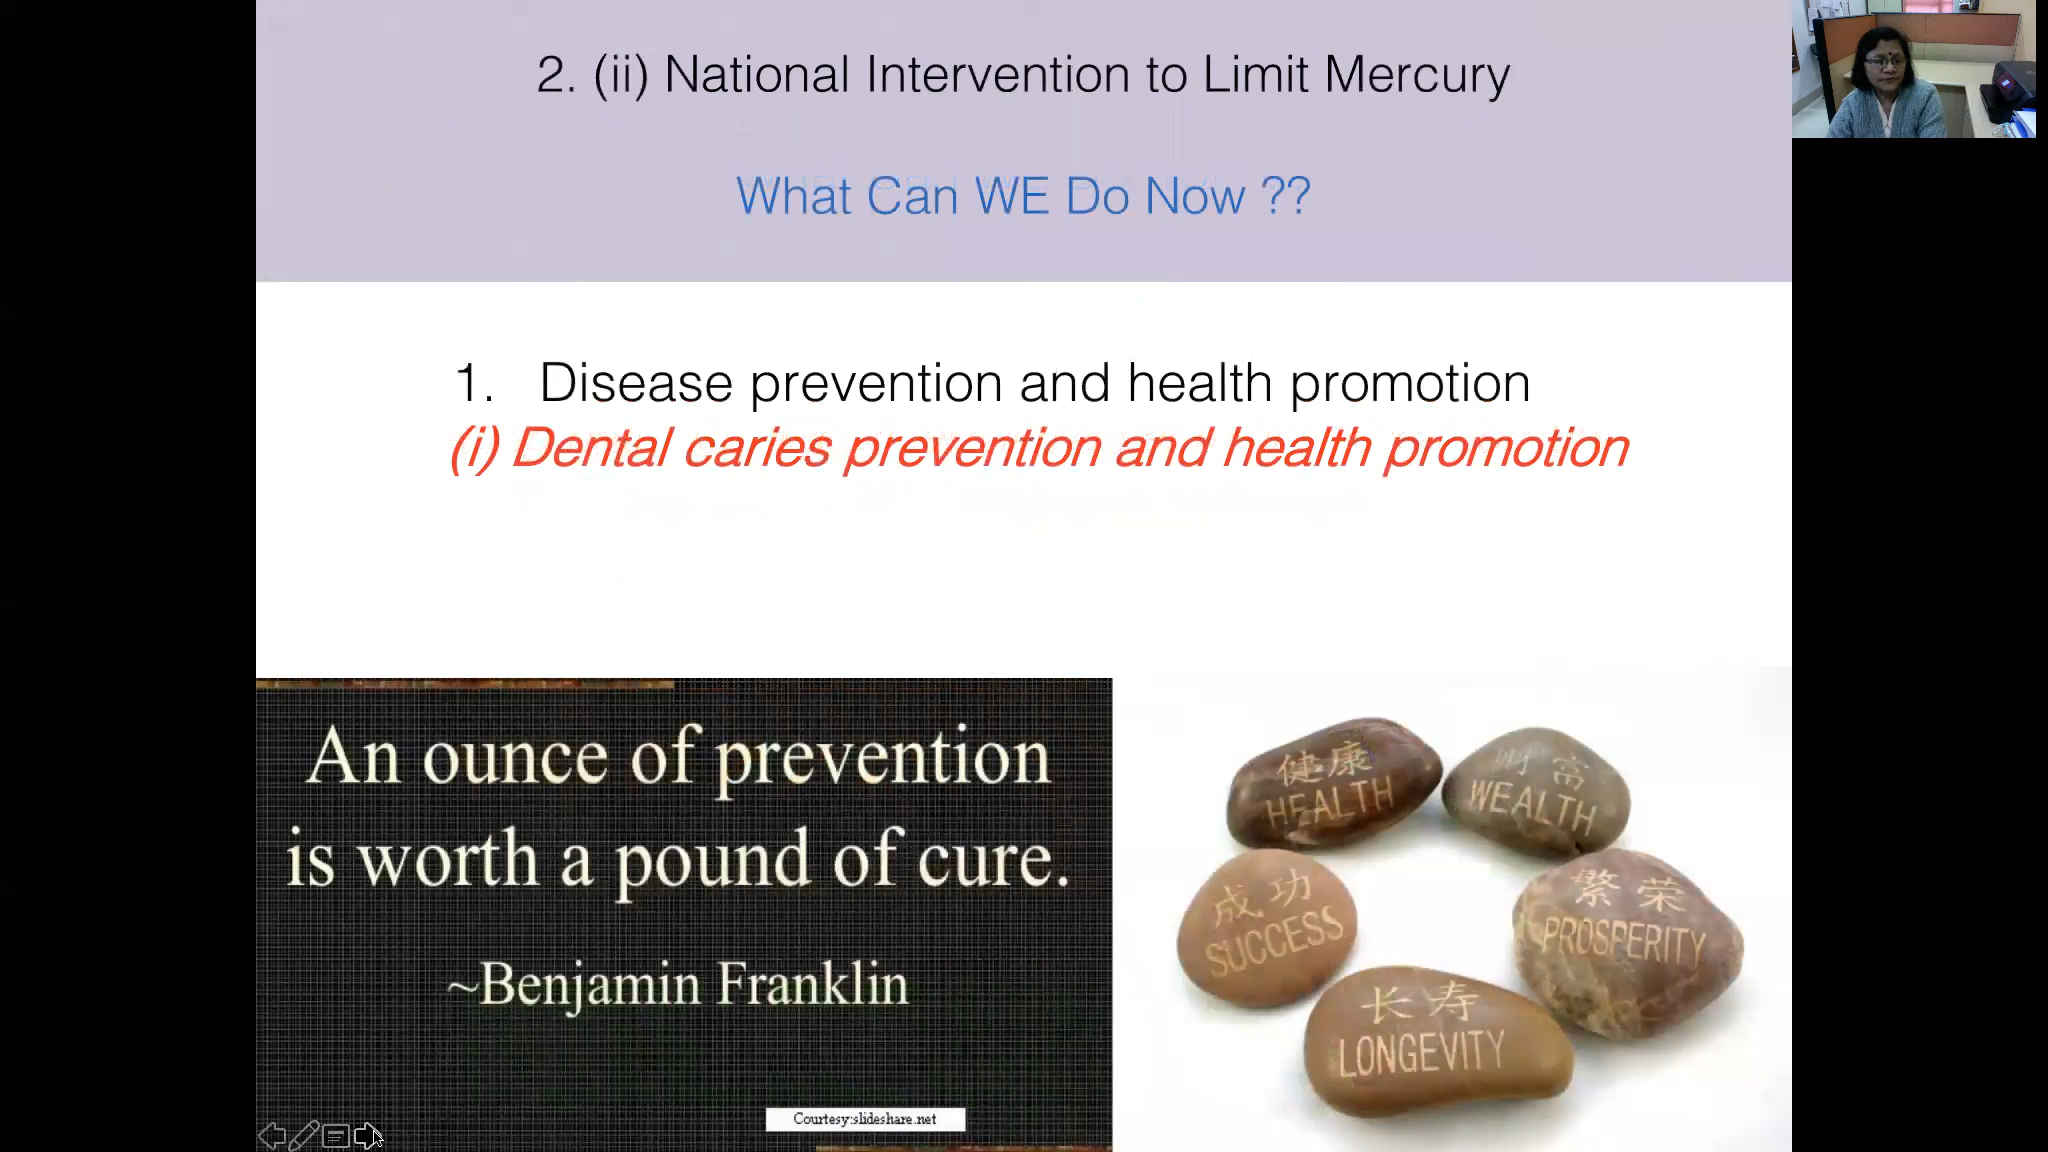 2. (ii) National Intervention to Limit Mercury
What Can WE Do Now ??
1. Disease prevention and health promotion
(i) Dental caries prevention and health promotion
An ounce of prevention
is worth a pound of cure.
~Benjamin Franklin
Courtesy:slideshare.net
健康
HEALTH
财富
WEALTH
成功
SUCCESS
繁荣
PROSPERITY
长寿
LONGEVITY